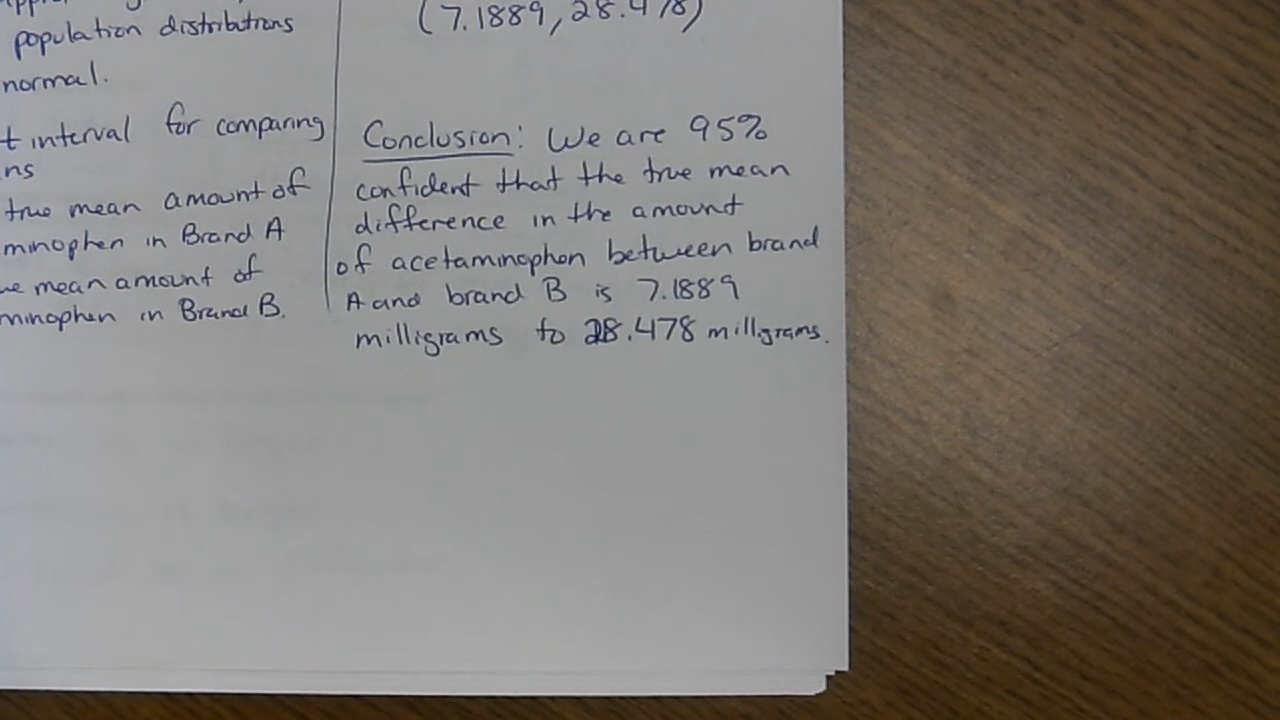 population distributions
normal.
t interval for comparing
ns
true mean amount of
minophen in Brand A
mean amount of
minophen in Brand B.
(7.1889, 28.478)
Conclusion: We are 95%
confident that the true mean
difference in the amount
of acetaminophen between brand
A and brand B is 7.1889
milligrams to 28.478 milligrams.